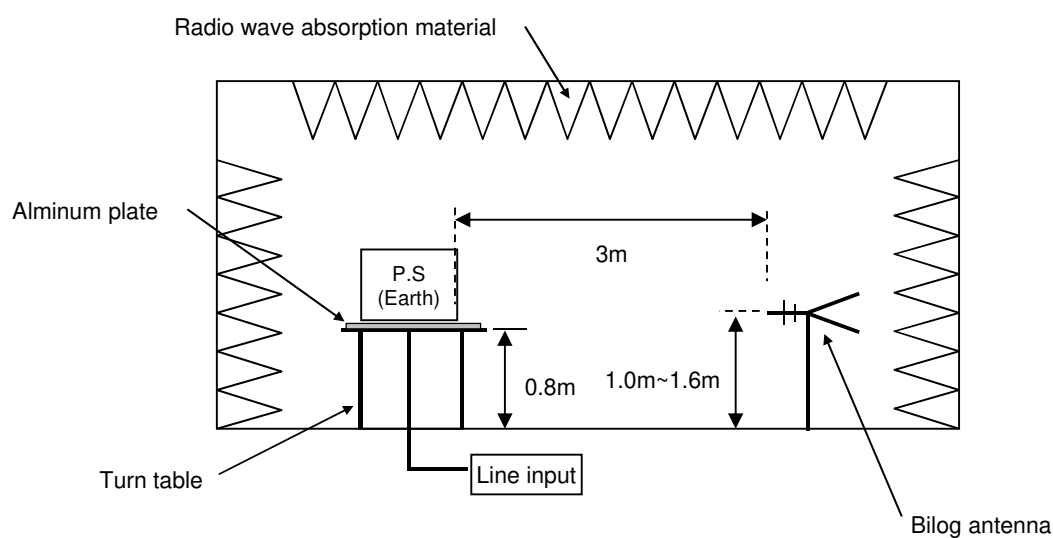 Radio wave absorption material
Alminum plate
3m
P.S
(Earth)
0.8m
1.0m~1.6m
Turn table
Line input
Bilog antenna